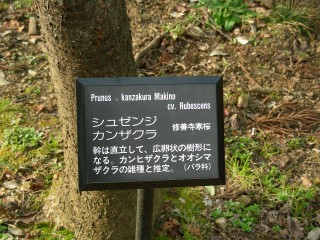 Prunus . kanzakura Makino
cv. Rubescens
シュゼンジ
カンザクラ 修善寺寒桜
幹は直立して、広卵状の樹形に
なる。カンヒザクラとオオシマ
ザクラの雑種と推定。（バラ科）